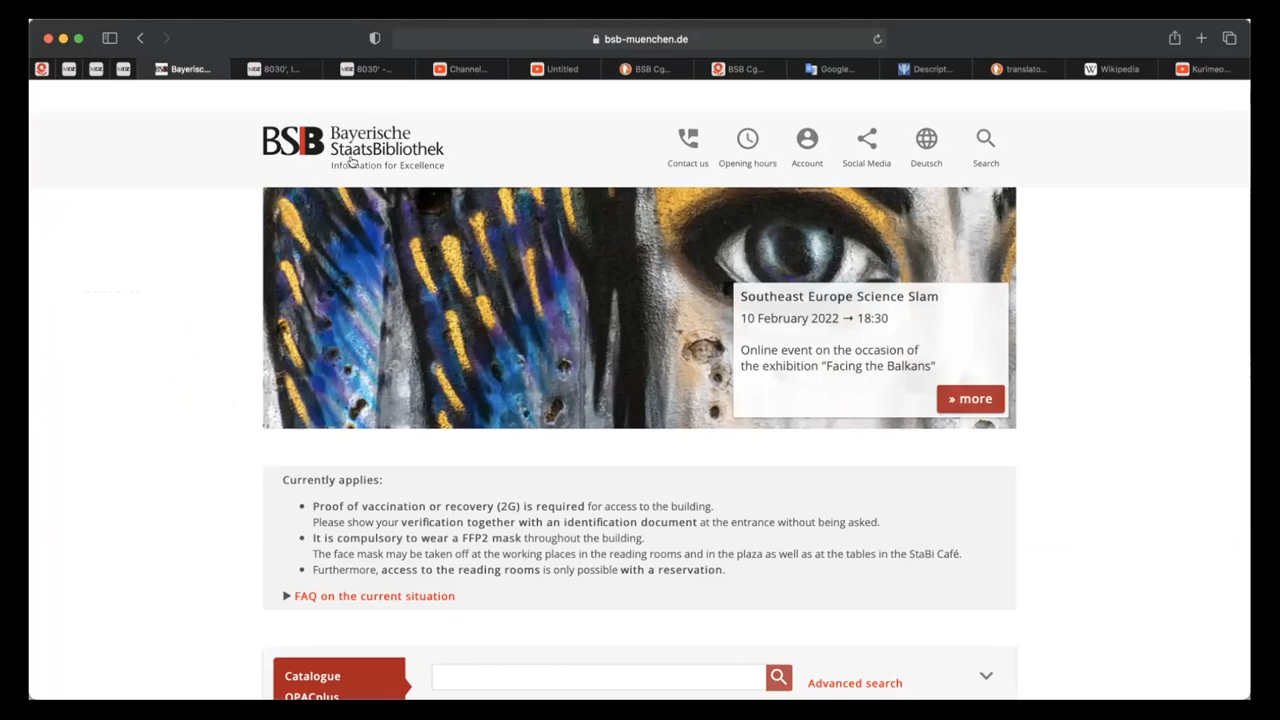 bsb-muenchen.de
Bayerisc...
8030', I...
8030' -...
Channel...
Untitled
BSB Cg...
BSB Cg...
Google...
Descript...
translato...
Wikipedia
Kurimeo...
BSB Bayerische
StaatsBibliothek
Information for Excellence
Contact us
Opening hours
Account
Social Media
Deutsch
Search
Southeast Europe Science Slam
10 February 2022 → 18:30
Online event on the occasion of
the exhibition "Facing the Balkans"
» more
Currently applies:
• Proof of vaccination or recovery (2G) is required for access to the building.
Please show your verification together with an identification document at the entrance without being asked.
• It is compulsory to wear a FFP2 mask throughout the building.
The face mask may be taken off at the working places in the reading rooms and in the plaza as well as at the tables in the StaBi Café.
• Furthermore, access to the reading rooms is only possible with a reservation.
▶ FAQ on the current situation
Catalogue
OPACplus
Advanced search